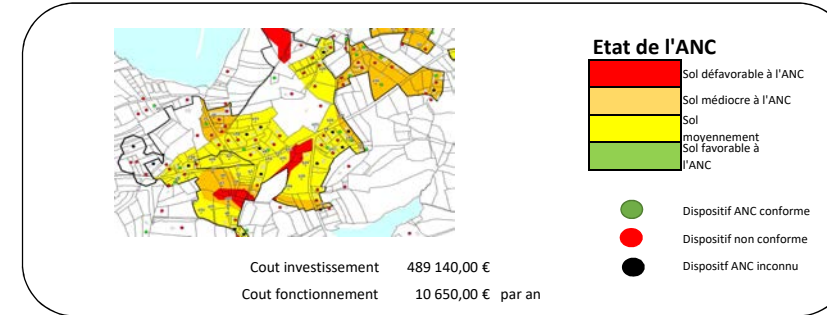 Etat de l'ANC
Sol défavorable à l'ANC
Sol médiocre à l'ANC
Sol
moyennement
Sol favorable à
l'ANC
Dispositif ANC conforme
Dispositif non conforme
Dispositf ANC inconnu
Cout investissement 489 140,00 €
Cout fonctionnement 10 650,00 € par an